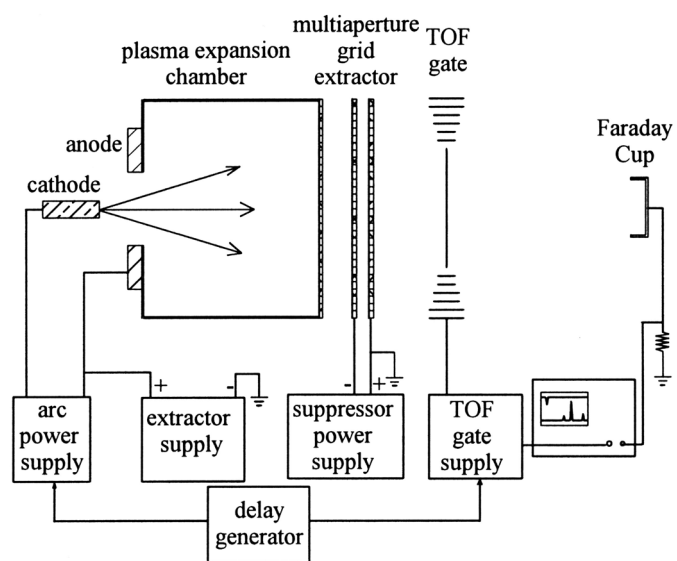 multiaperture
grid
extractor
TOF
gate
plasma expansion
chamber
Faraday
Cup
anode
cathode
+
-
-
+
arc
power
supply
extractor
supply
suppressor
power
supply
TOF
gate
supply
delay
generator